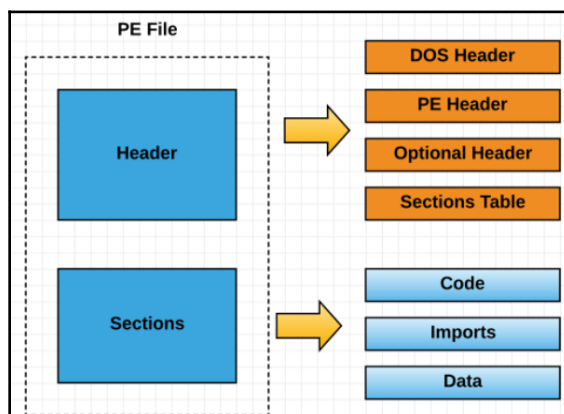 PE File
Header
DOS Header
PE Header
Optional Header
Sections Table
Sections
Code
Imports
Data